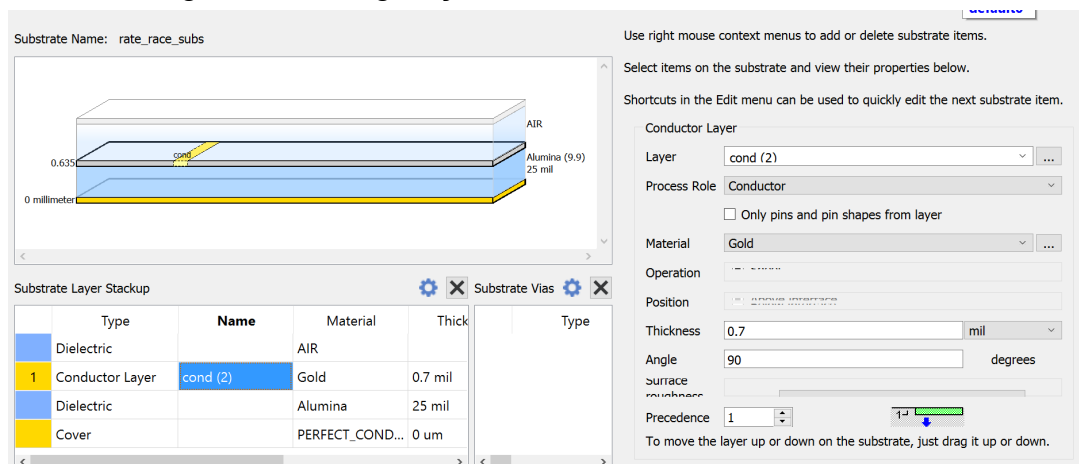 defaults
Substrate Name: rate_race_subs
AIR
cond
0.635
Alumina (9.9)
25 mil
0 millimeter
Substrate Layer Stackup
Substrate Vias
Type Name Material Thick
Dielectric AIR
1 Conductor Layer cond (2) Gold 0.7 mil
Dielectric Alumina 25 mil
Cover PERFECT_COND... 0 um
Type
Use right mouse context menus to add or delete substrate items.
Select items on the substrate and view their properties below.
Shortcuts in the Edit menu can be used to quickly edit the next substrate item.
Conductor Layer
Layer cond (2) ...
Process Role Conductor
Only pins and pin shapes from layer
Material Gold ...
Operation
Position
Thickness 0.7 mil
Angle 90 degrees
Surface
Precedence 1
To move the layer up or down on the substrate, just drag it up or down.